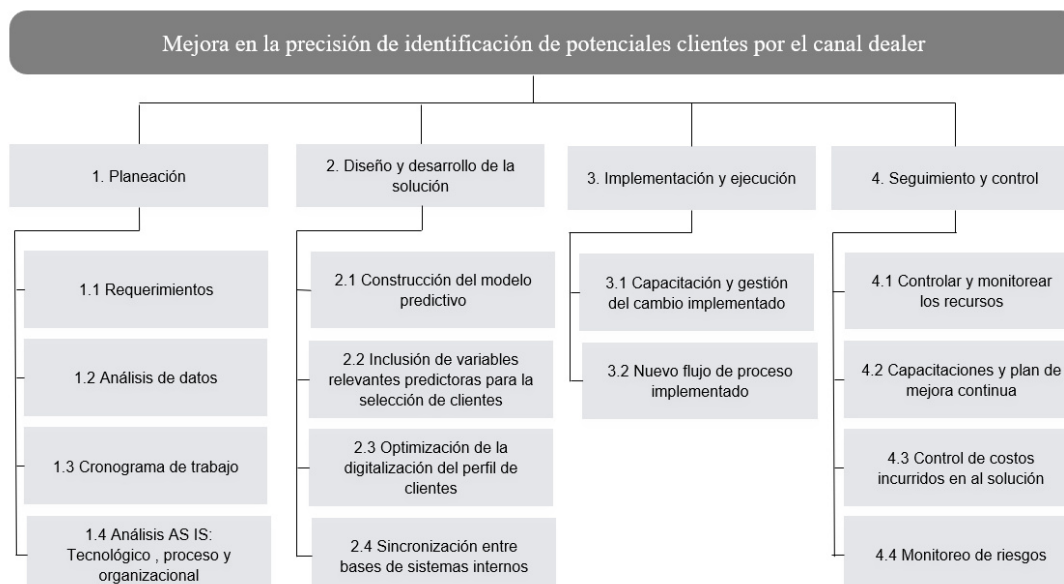 Mejora en la precisión de identificación de potenciales clientes por el canal dealer
1. Planeación
1.1 Requerimientos
1.2 Análisis de datos
1.3 Cronograma de trabajo
1.4 Análisis AS IS:
Tecnológico , proceso y
organizacional
2. Diseño y desarrollo de la
solución
2.1 Construcción del modelo
predictivo
2.2 Inclusión de variables
relevantes predictoras para la
selección de clientes
2.3 Optimización de la
digitalización del perfil de
clientes
2.4 Sincronización entre
bases de sistemas internos
3. Implementación y ejecución
3.1 Capacitación y gestión
del cambio implementado
3.2 Nuevo flujo de proceso
implementado
4. Seguimiento y control
4.1 Controlar y monitorear
los recursos
4.2 Capacitaciones y plan de
mejora continua
4.3 Control de costos
incurridos en al solución
4.4 Monitoreo de riesgos